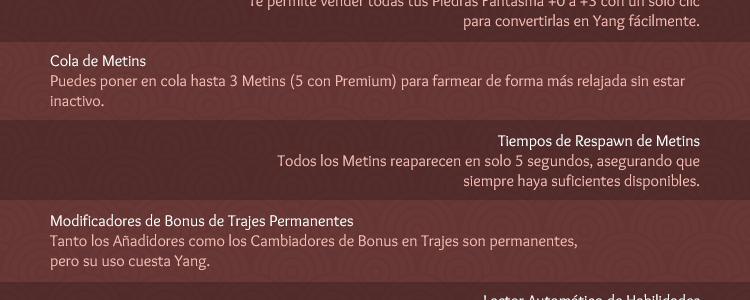 Te permite vender todas tus Piedras Fantasma +0 a +3 con un solo clic
para convertirlas en Yang fácilmente.
Cola de Metins
Puedes poner en cola hasta 3 Metins (5 con Premium) para farmear de forma más relajada sin estar
inactivo.
Tiempos de Respawn de Metins
Todos los Metins reaparecen en solo 5 segundos, asegurando que
siempre haya suficientes disponibles.
Modificadores de Bonus de Trajes Permanentes
Tanto los Añadidores como los Cambiadores de Bonus en Trajes son permanentes,
pero su uso cuesta Yang.
Lector Automático de Habilidades